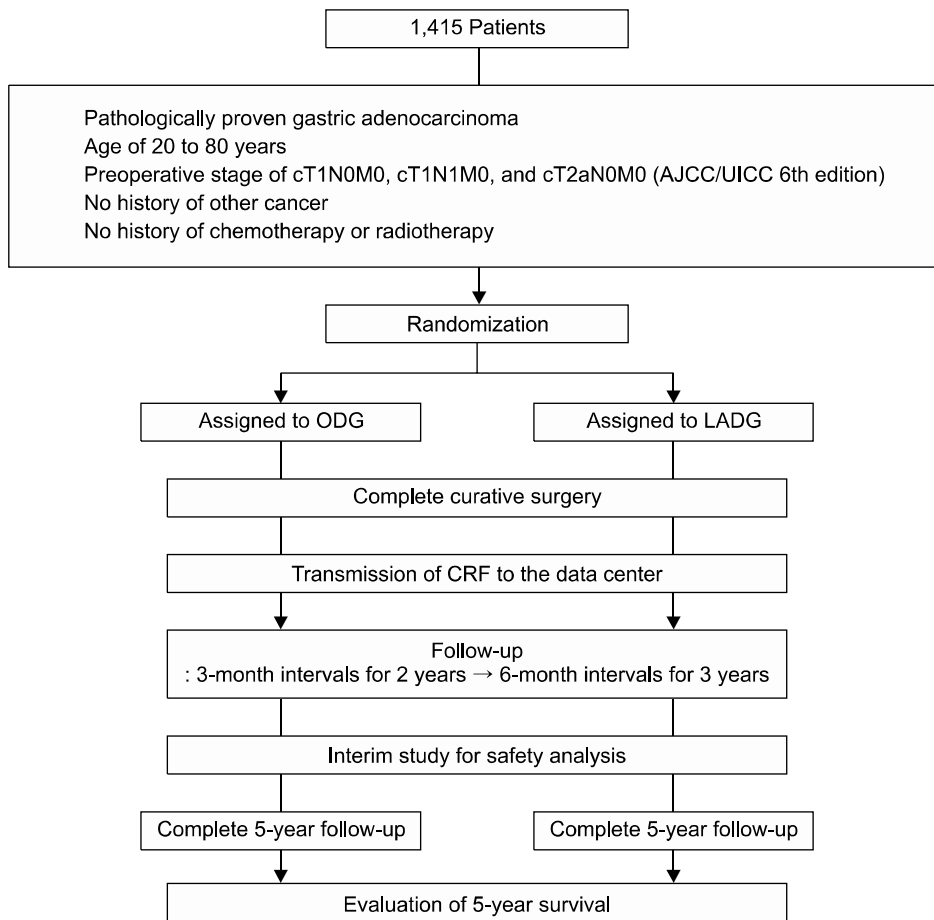 1,415 Patients
Pathologically proven gastric adenocarcinoma
Age of 20 to 80 years
Preoperative stage of cT1N0M0, cT1N1M0, and cT2aN0M0 (AJCC/UICC 6th edition)
No history of other cancer
No history of chemotherapy or radiotherapy
Randomization
Assigned to ODG
Assigned to LADG
Complete curative surgery
Transmission of CRF to the data center
Follow-up
: 3-month intervals for 2 years → 6-month intervals for 3 years
Interim study for safety analysis
Complete 5-year follow-up
Complete 5-year follow-up
Evaluation of 5-year survival